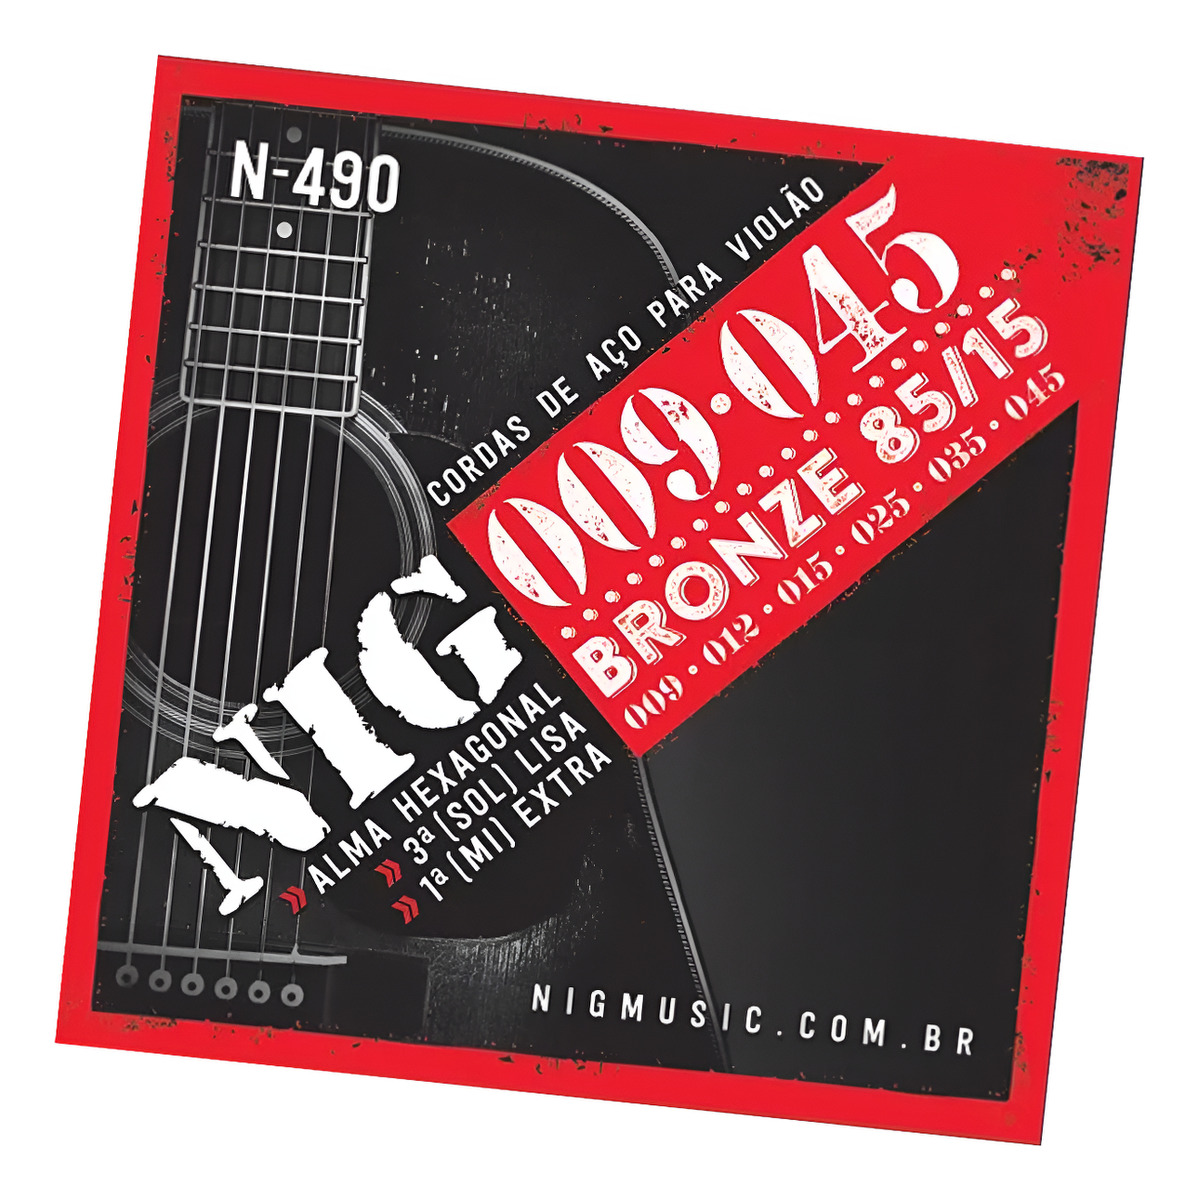 N-490
CORDAS DE AÇO PARA VIOLÃO
009·045
BRONZE 85/15
009 · 012 · 015 · 025 · 035 · 045
NIG
ALMA HEXAGONAL
3ª (SOL) LISA
1ª (MI) EXTRA
NIGMUSIC.COM.BR